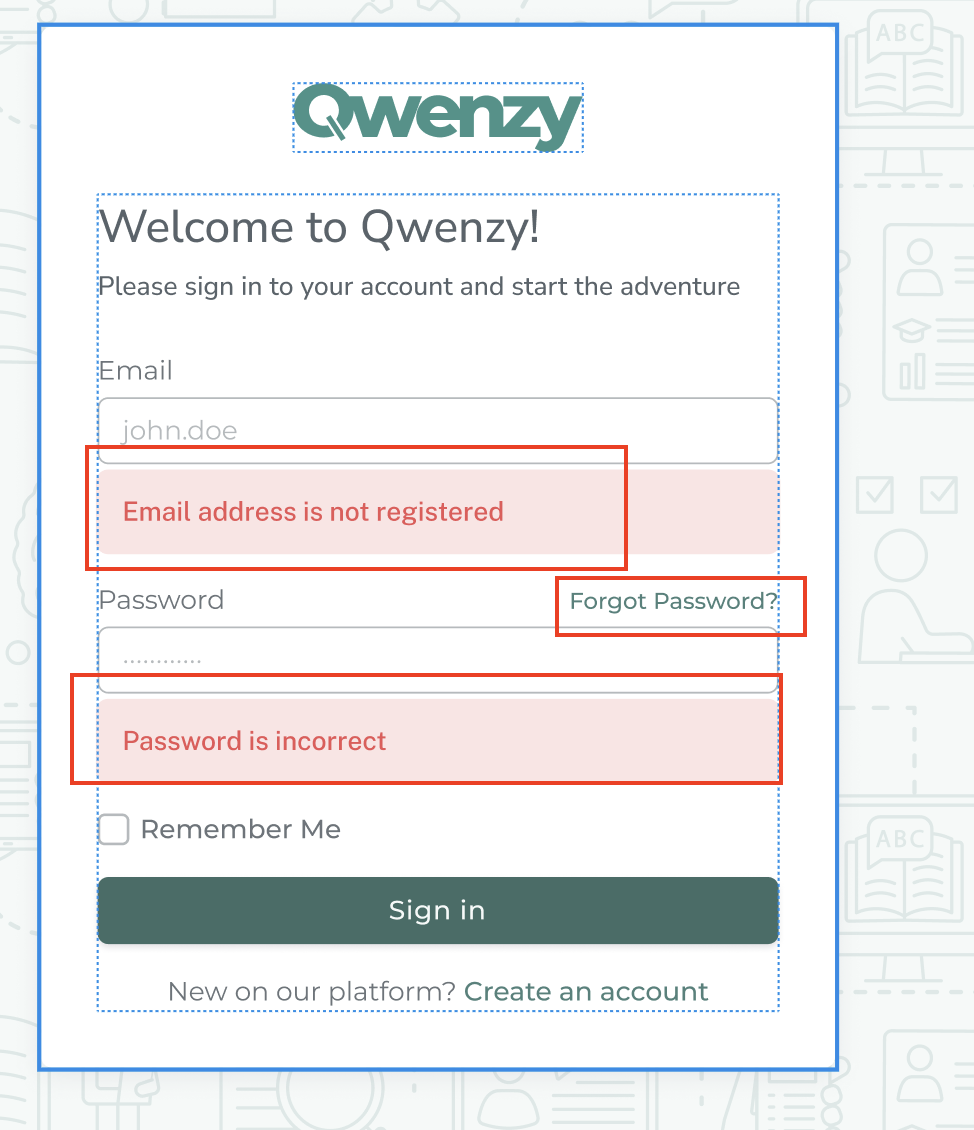 ABC
Qwenzy
Welcome to Qwenzy!
Please sign in to your account and start the adventure
Email
john.doe
Email address is not registered
Password
Forgot Password?
............
Password is incorrect
Remember Me
ABC
Sign in
New on our platform? Create an account